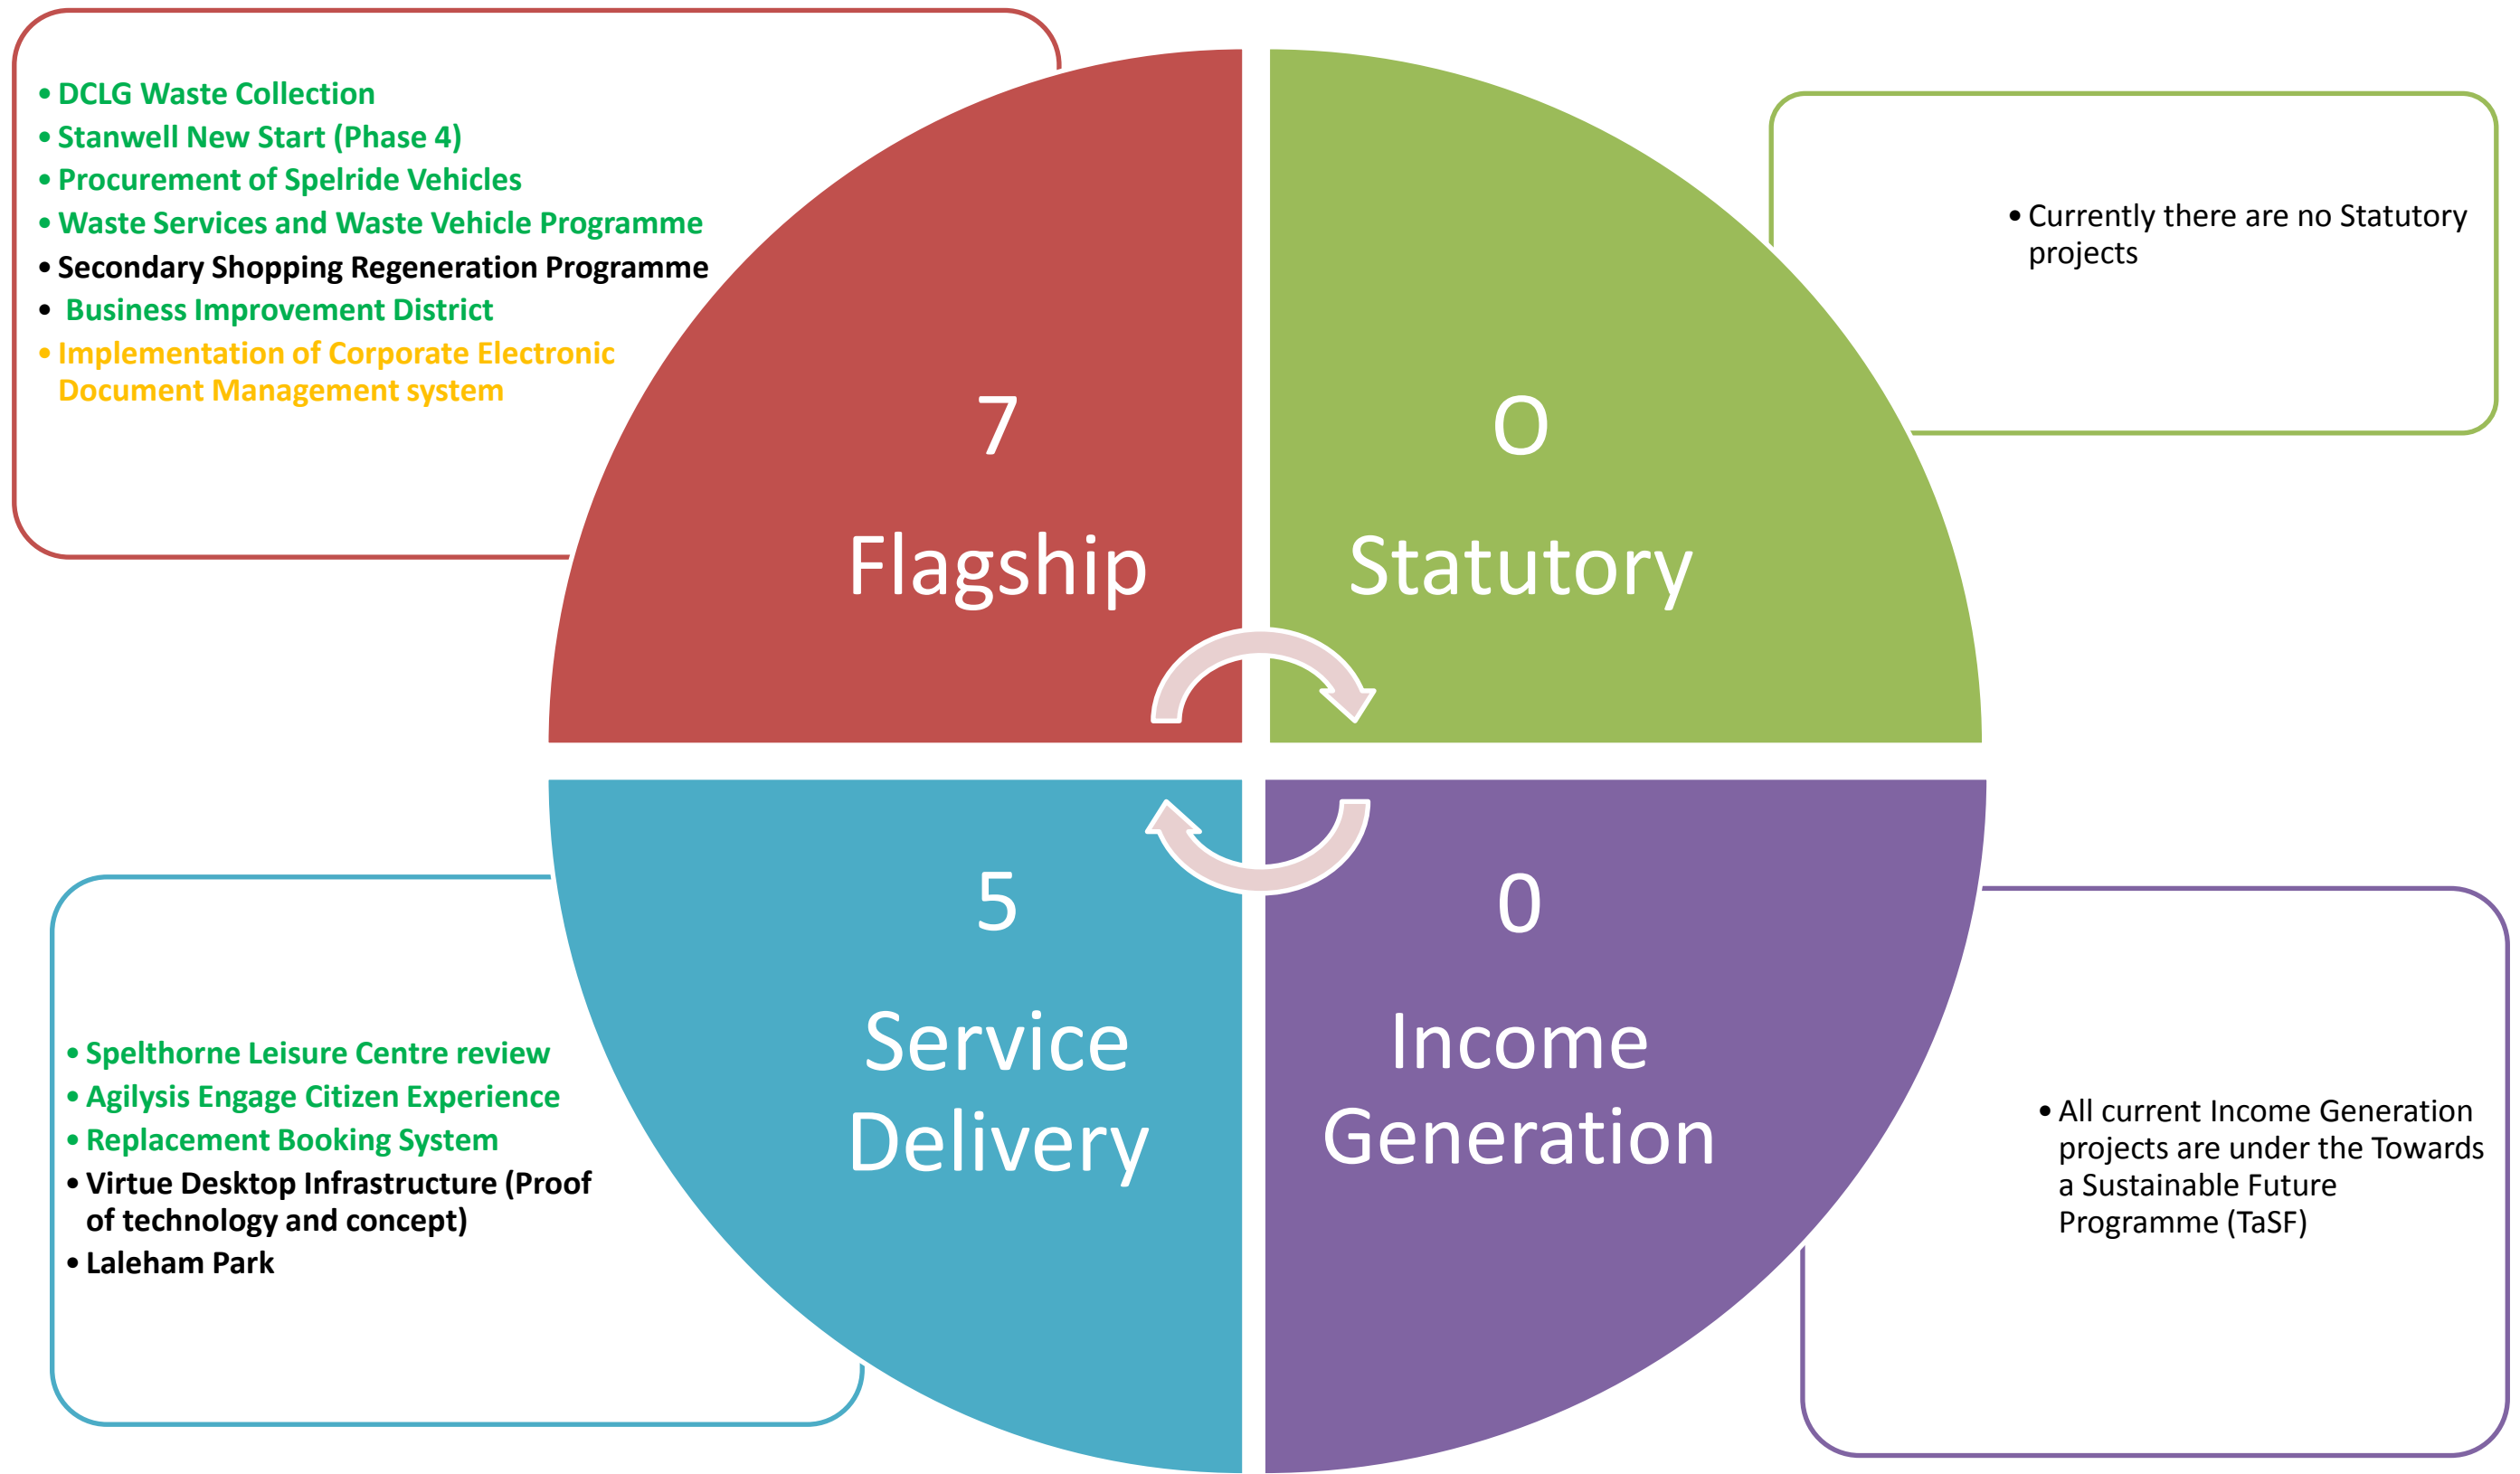 • DCLG Waste Collection
• Stanwell New Start (Phase 4)
• Procurement of Spelride Vehicles
• Waste Services and Waste Vehicle Programme
• Secondary Shopping Regeneration Programme
• Business Improvement District
• Implementation of Corporate Electronic
Document Management system
7
Flagship
O
Statutory
• Currently there are no Statutory
projects
• Spelthorne Leisure Centre review
• Agilysis Engage Citizen Experience
• Replacement Booking System
• Virtue Desktop Infrastructure (Proof
of technology and concept)
• Laleham Park
5
Service
Delivery
0
Income
Generation
• All current Income Generation
projects are under the Towards
a Sustainable Future
Programme (TaSF)